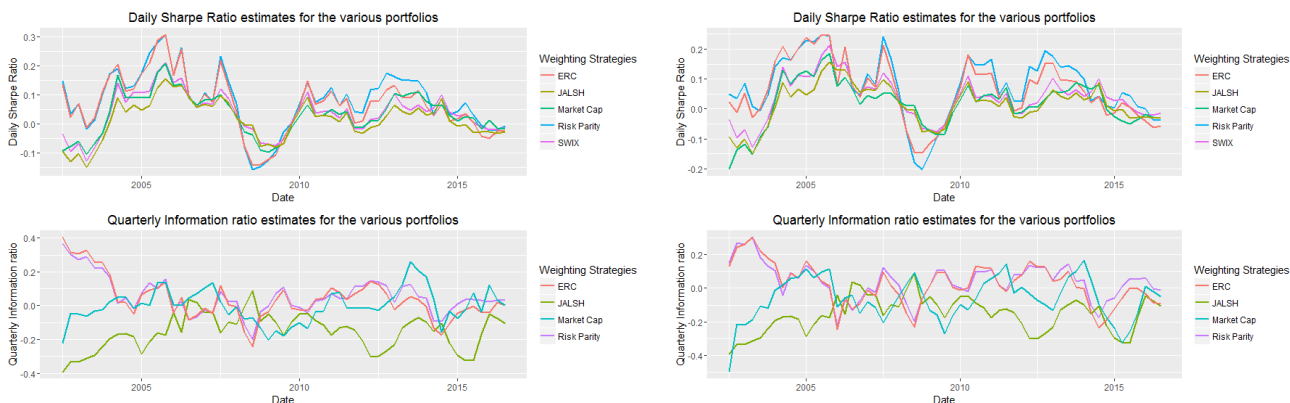 Daily Sharpe Ratio estimates for the various portfolios
Daily Sharpe Ratio
0.3
0.2
0.1
0.0
-0.1
2005
2010
2015
Date
Weighting Strategies
ERC
JALSH
Market Cap
Risk Parity
SWIX
Daily Sharpe Ratio estimates for the various portfolios
Daily Sharpe Ratio
0.2
0.1
0.0
-0.1
-0.2
2005
2010
2015
Date
Weighting Strategies
ERC
JALSH
Market Cap
Risk Parity
SWIX
Quarterly Information ratio estimates for the various portfolios
Quarterly Information ratio
0.4
0.2
0.0
-0.2
-0.4
2005
2010
2015
Date
Weighting Strategies
ERC
JALSH
Market Cap
Risk Parity
Quarterly Information ratio estimates for the various portfolios
Quarterly Information ratio
0.2
0.0
-0.2
-0.4
2005
2010
2015
Date
Weighting Strategies
ERC
JALSH
Market Cap
Risk Parity